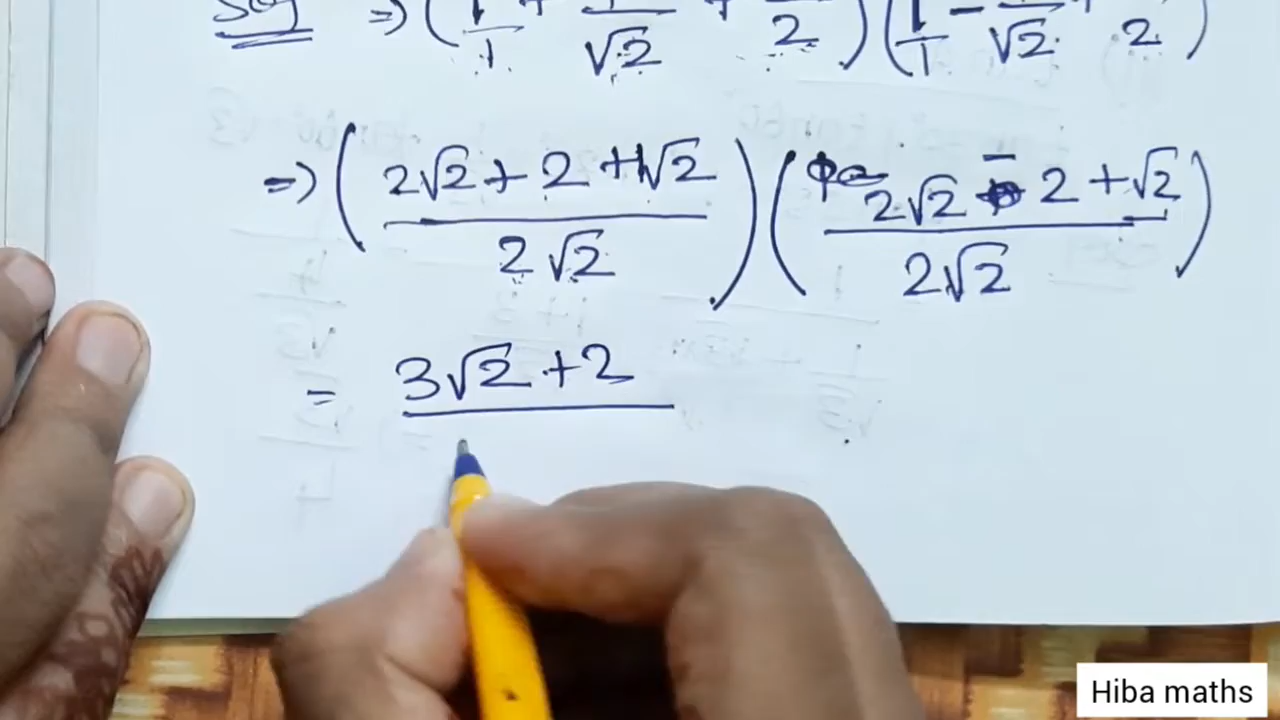 => (1/1 + 1/√2 + 1/2) (1/1 - 1/√2 + 1/2)
=> ((2√2 + 2 + 1√2)/(2√2)) ((2√2 - 2 + √2)/(2√2))
= 3√2 + 2
Hiba maths